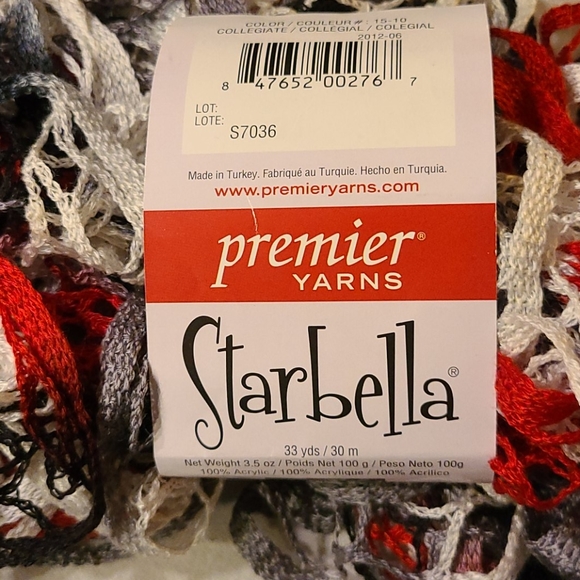 COLOR / COULEUR #: 15-10
COLLEGIATE / COLLÉGIAL / COLEGIAL
2012-06
8 47652 00276 7
LOT:
LOTE: S7036
Made in Turkey. Fabriqué au Turquie. Hecho en Turquia.
www.premieryarns.com
premier®
YARNS
Starbella®
33 yds / 30 m
Net Weight 3.5 oz / Poids Net 100 g / Peso Neto 100g
100% Acrylic / 100% Acrylique / 100% Acrilico